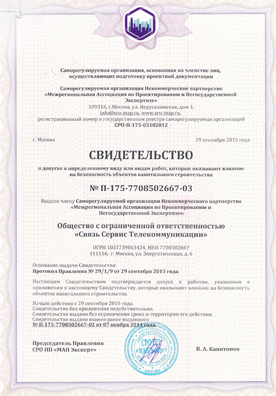 Саморегулируемая организация, основанная на членстве лиц,
осуществляющих подготовку проектной документации
Саморегулируемая организация Некоммерческое партнерство
«Межрегиональная Ассоциация по Проектированию и Негосударственной
Экспертизе»
109316, г.Москва, ул. Иерусалимская, дом 3,
info@sro-map.ru, www.sro-map.ru,
регистрационный номер в государственном реестре саморегулируемых организаций
СРО-П-175-03102012
г. Москва 29 сентября 2015 года
СВИДЕТЕЛЬСТВО
о допуске к определенному виду или видам работ, которые оказывают влияние
на безопасность объектов капитального строительства
№ П-175-7708502667-03
Выдано члену Саморегулируемой организации Некоммерческого партнерства
«Межрегиональная Ассоциация по Проектированию и
Негосударственной Экспертизе»:
Общество с ограниченной ответственностью
«Связь Сервис Телекоммуникации»
ОГРН 1037739863424, ИНН 7708502667
111116, г. Москва, ул. Энергетическая, д. 6
Основание выдачи Свидетельства:
Протокол Правления № 29/1/9 от 29 сентября 2015 года
Настоящим Свидетельством подтверждается допуск к работам, указанным в
приложении к настоящему Свидетельству, которые оказывают влияние на безопасность
объектов капитального строительства.
Начало действия с 29 сентября 2015 года.
Свидетельство без приложения недействительно.
Свидетельство выдано без ограничения срока и территории его действия.
Свидетельство выдано взамен ранее выданного
№ П-175-7708502667-02 от 07 ноября 2014 года.
Председатель Правления
СРО НП «МАП Эксперт» В. А. Канитонов